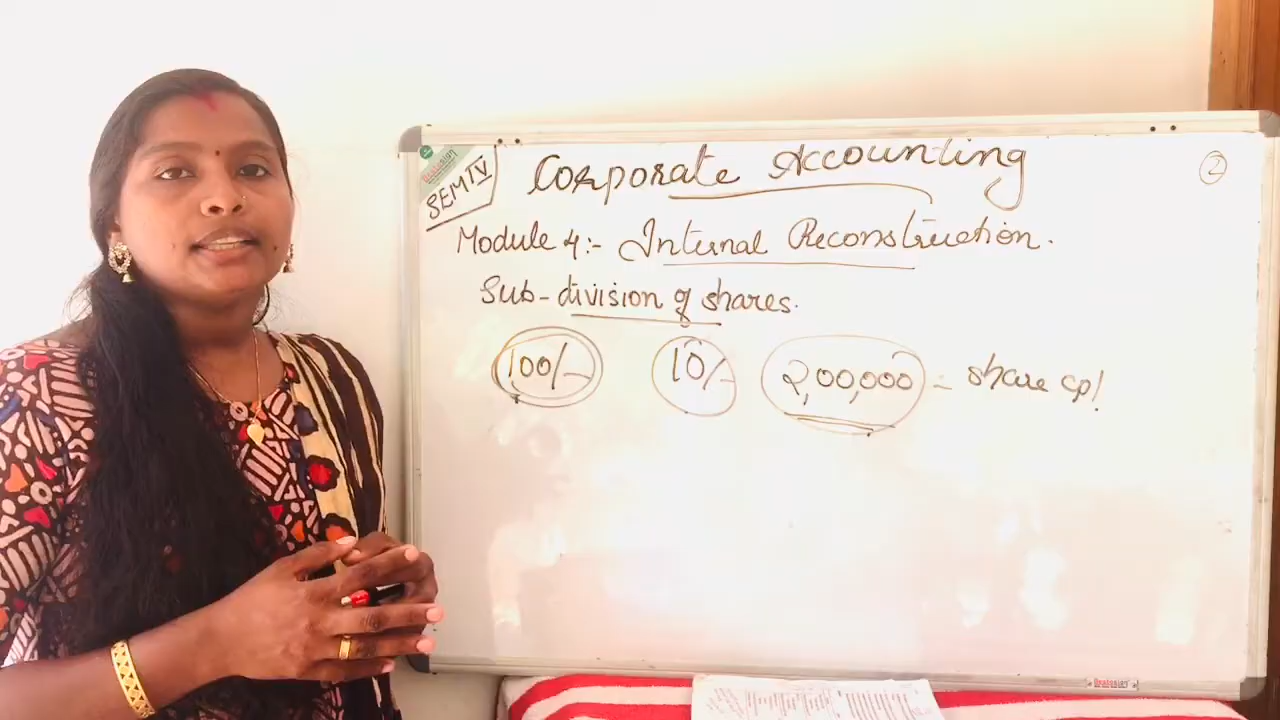 SEM IV
Corporate Accounting
2
Module 4:- Internal Reconstruction.
Sub-division of shares.
100/- 10/- 2,00,000 = share cpl